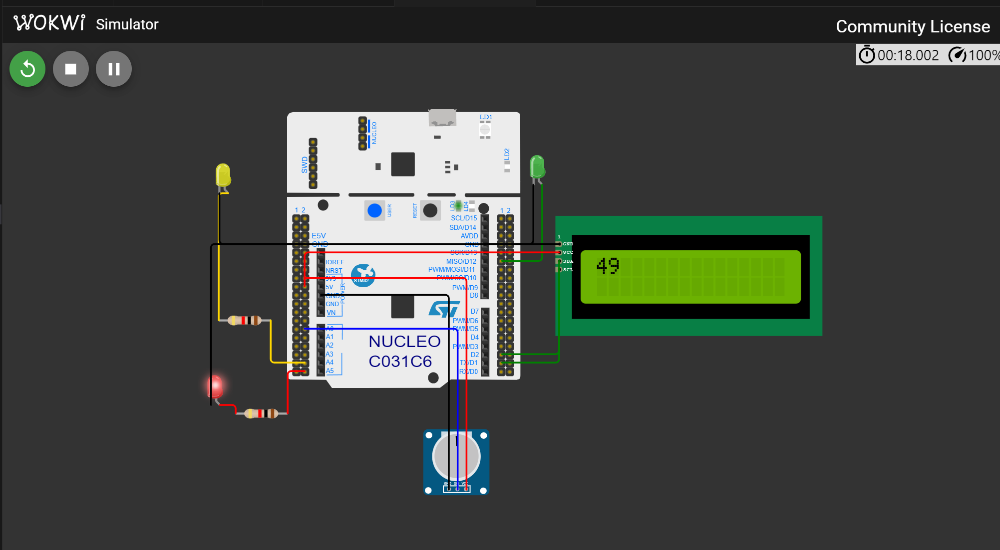 WOKWi Simulator
Community License
00:18.002 100%
LD1
NUCLEO
LD2
SWD
USER
RESET
LD3
LD4
1 2
1 2
SCL/D15
SDA/D14
E5V
AVDD
GND
GND
SCK/D13
IOREF
MISO/D12
NRST
PWM/MOSI/D11
3V3
PWM/CS/D10
5V
PWM/D9
GND
D8
GND
VN
POWER
STM32
D7
PWM/D6
A0
PWM/D5
A1
D4
A2
PWM/D3
A3
D2
A4
TX/D1
A5
RX/D0
NUCLEO
C031C6
1
GND
VCC
SDA
SCL
49
GND SIG VCC